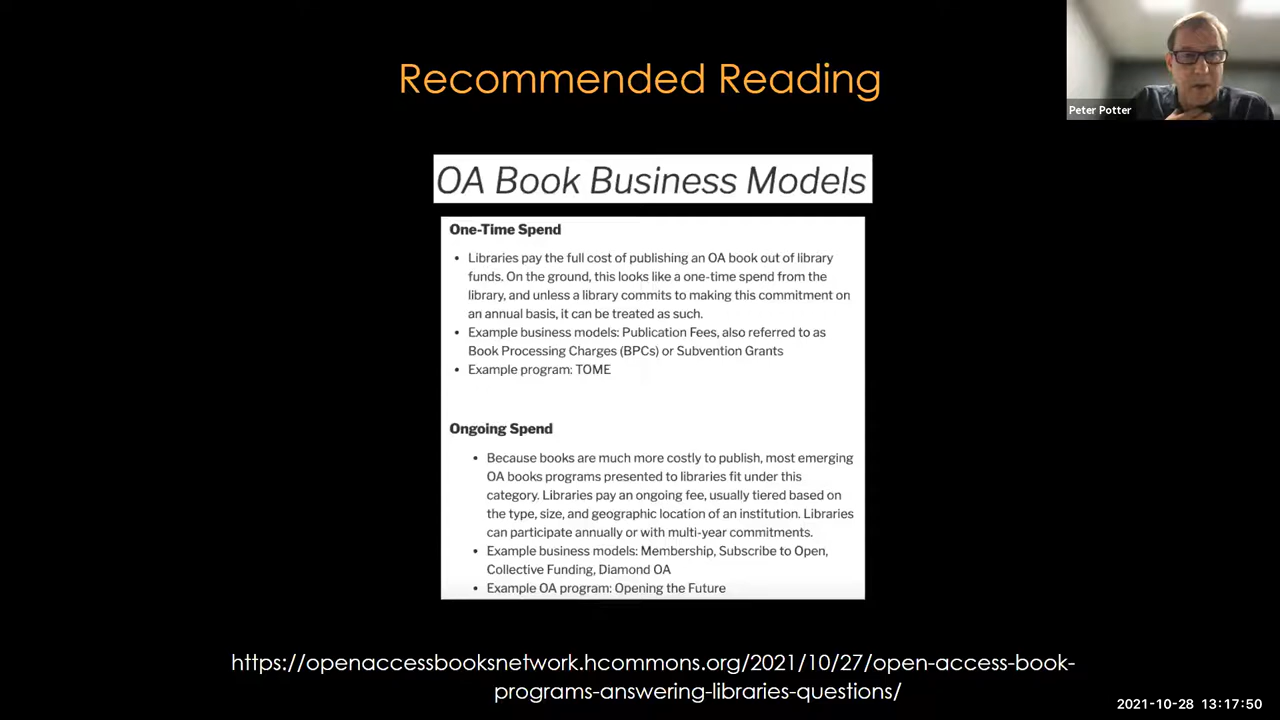 Recommended Reading
Peter Potter
OA Book Business Models
One-Time Spend
• Libraries pay the full cost of publishing an OA book out of library
funds. On the ground, this looks like a one-time spend from the
library, and unless a library commits to making this commitment on
an annual basis, it can be treated as such.
• Example business models: Publication Fees, also referred to as
Book Processing Charges (BPCs) or Subvention Grants
• Example program: TOME
Ongoing Spend
• Because books are much more costly to publish, most emerging
OA books programs presented to libraries fit under this
category. Libraries pay an ongoing fee, usually tiered based on
the type, size, and geographic location of an institution. Libraries
can participate annually or with multi-year commitments.
• Example business models: Membership, Subscribe to Open,
Collective Funding, Diamond OA
• Example OA program: Opening the Future
https://openaccessbooksnetwork.hcommons.org/2021/10/27/open-access-book-
programs-answering-libraries-questions/
2021-10-28 13:17:50